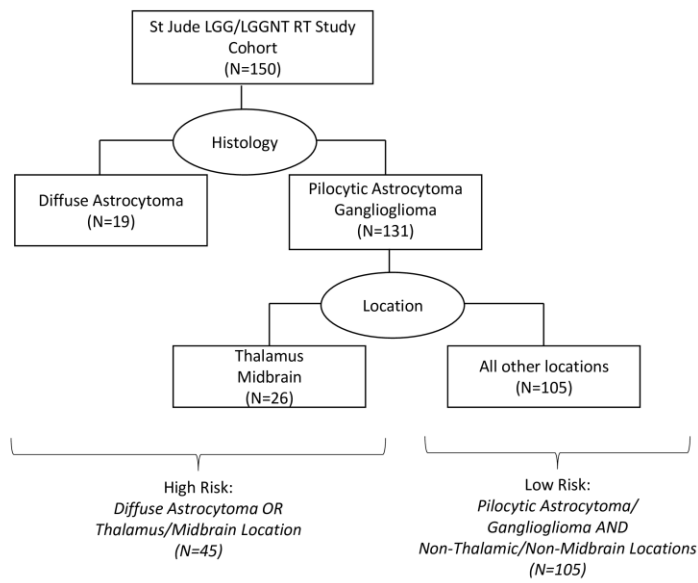 St Jude LGG/LGGNT RT Study
Cohort
(N=150)
Histology
Diffuse Astrocytoma
(N=19)
Pilocytic Astrocytoma
Ganglioglioma
(N=131)
Location
Thalamus
Midbrain
(N=26)
All other locations
(N=105)
High Risk:
Diffuse Astrocytoma OR
Thalamus/Midbrain Location
(N=45)
Low Risk:
Pilocytic Astrocytoma/
Ganglioglioma AND
Non-Thalamic/Non-Midbrain Locations
(N=105)